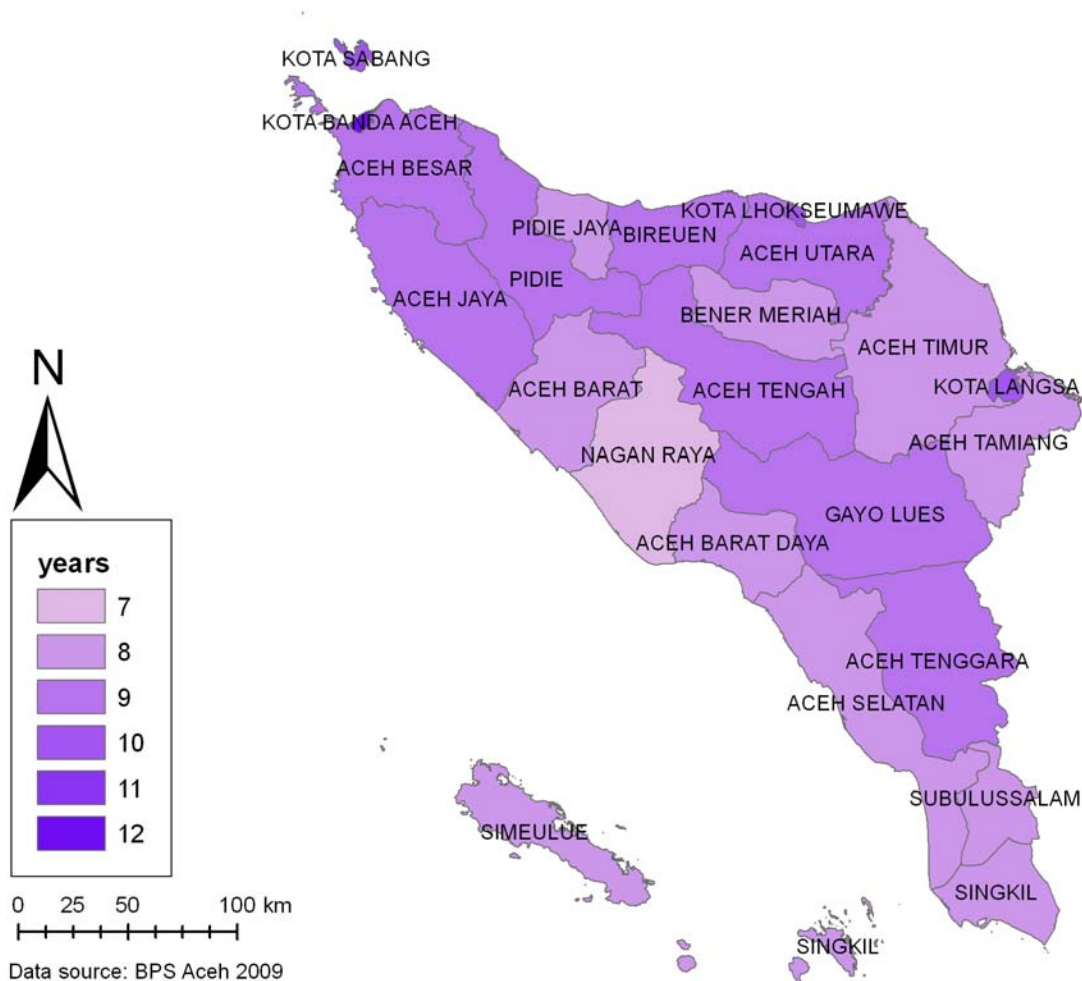 KOTA SABANG
KOTA BANDA ACEH
ACEH BESAR
PIDIE JAYA
BIREUEN
KOTA LHOKSEUMAWE
ACEH UTARA
PIDIE
ACEH JAYA
BENER MERIAH
ACEH TIMUR
ACEH BARAT
ACEH TENGAH
KOTA LANGSA
NAGAN RAYA
ACEH TAMIANG
GAYO LUES
ACEH BARAT DAYA
ACEH TENGGARA
ACEH SELATAN
SUBULUSSALAM
SIMEULUE
SINGKIL
SINGKIL
N
years
7
8
9
10
11
12
0 25 50 100 km
Data source: BPS Aceh 2009